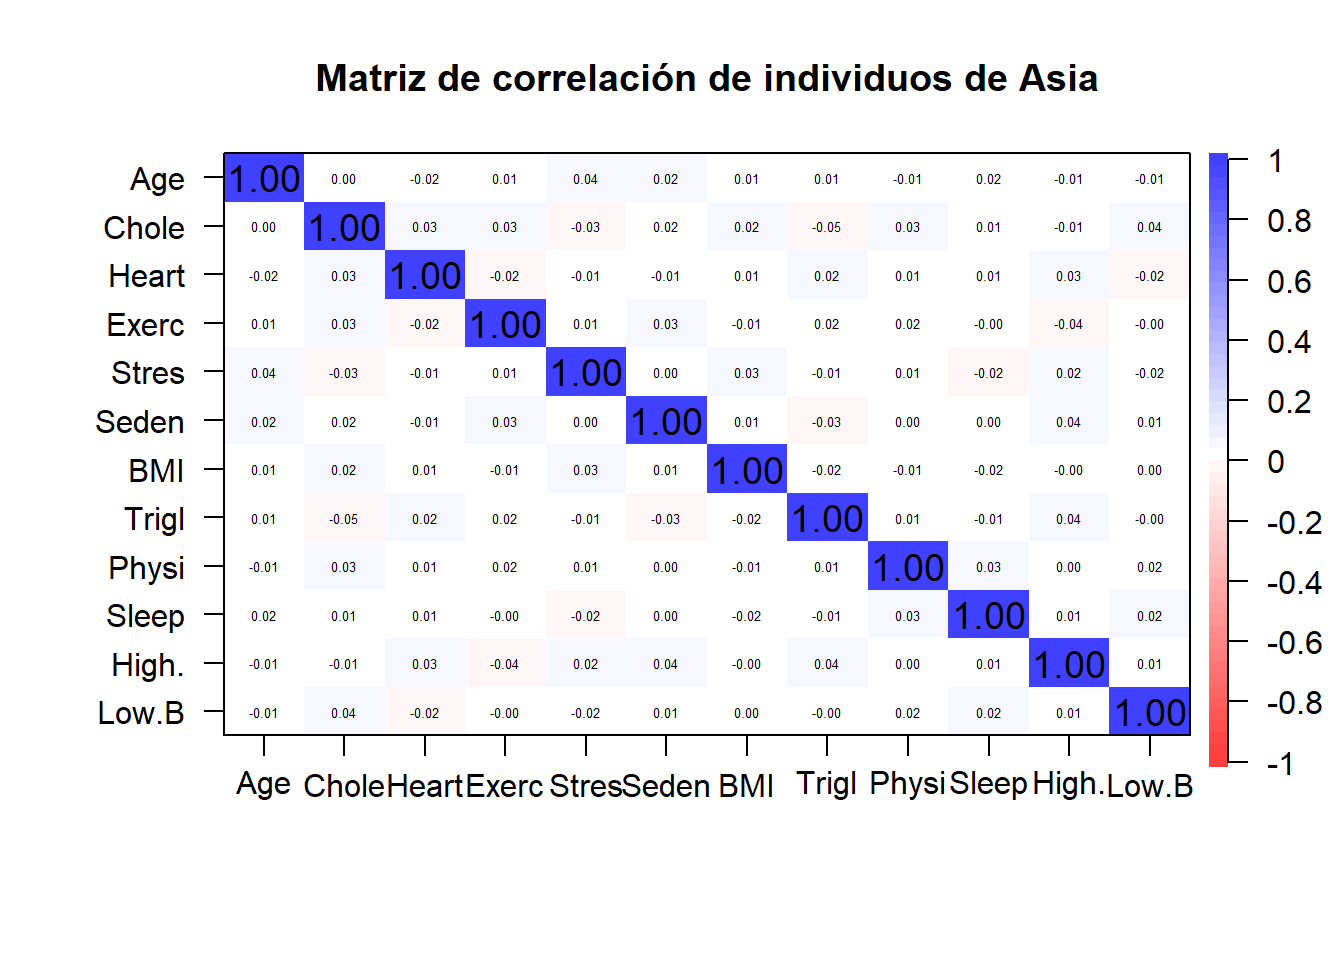 Matriz de correlación de individuos de Asia
Age 1.00 0.00 -0.02 0.01 0.04 0.02 0.01 0.01 -0.01 0.02 -0.01 -0.01
Chole 0.00 1.00 0.03 0.03 -0.03 0.02 0.02 -0.05 0.03 0.01 -0.01 0.04
Heart -0.02 0.03 1.00 -0.02 -0.01 -0.01 0.01 0.02 0.01 0.01 0.03 -0.02
Exerc 0.01 0.03 -0.02 1.00 0.01 0.03 -0.01 0.02 0.02 -0.00 -0.04 -0.00
Stres 0.04 -0.03 -0.01 0.01 1.00 0.00 0.03 -0.01 0.01 -0.02 0.02 -0.02
Seden 0.02 0.02 -0.01 0.03 0.00 1.00 0.01 -0.03 0.00 0.00 0.04 0.01
BMI 0.01 0.02 0.01 -0.01 0.03 0.01 1.00 -0.02 -0.01 -0.02 -0.00 0.00
Trigl 0.01 -0.05 0.02 0.02 -0.01 -0.03 -0.02 1.00 0.01 -0.01 0.04 -0.00
Physi -0.01 0.03 0.01 0.02 0.01 0.00 -0.01 0.01 1.00 0.03 0.00 0.02
Sleep 0.02 0.01 0.01 -0.00 -0.02 0.00 -0.02 -0.01 0.03 1.00 0.01 0.02
High. -0.01 -0.01 0.03 -0.04 0.02 0.04 -0.00 0.04 0.00 0.01 1.00 0.01
Low.B -0.01 0.04 -0.02 -0.00 -0.02 0.01 0.00 -0.00 0.02 0.02 0.01 1.00
Age Chole Heart Exerc Stres Seden BMI Trigl Physi Sleep High. Low.B
1
0.8
0.6
0.4
0.2
0
-0.2
-0.4
-0.6
-0.8
-1